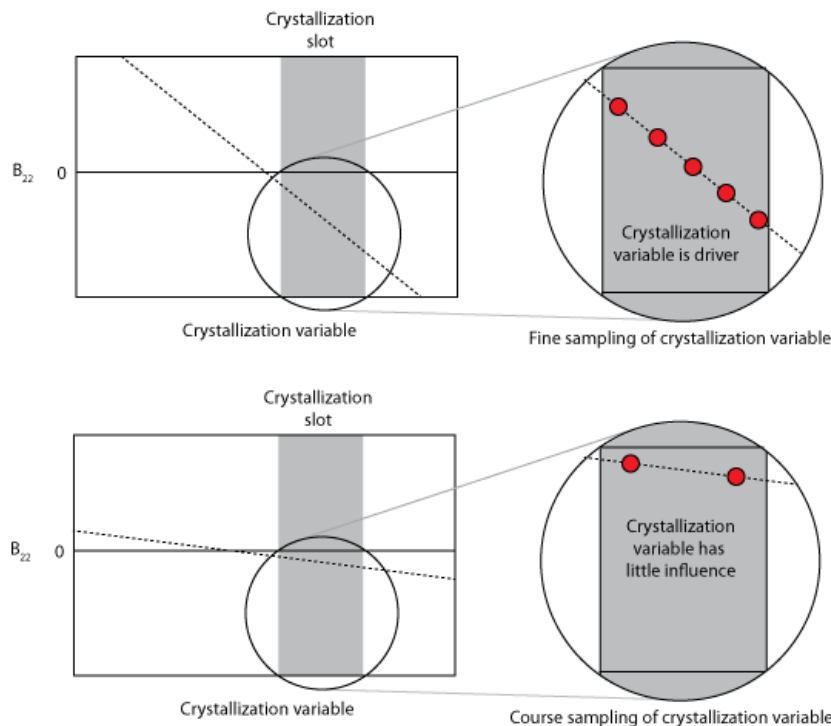 Crystallization
slot
B22
0
Crystallization variable
Crystallization
variable is driver
Fine sampling of crystallization variable
Crystallization
slot
B22
0
Crystallization variable
Crystallization
variable has
little influence
Course sampling of crystallization variable